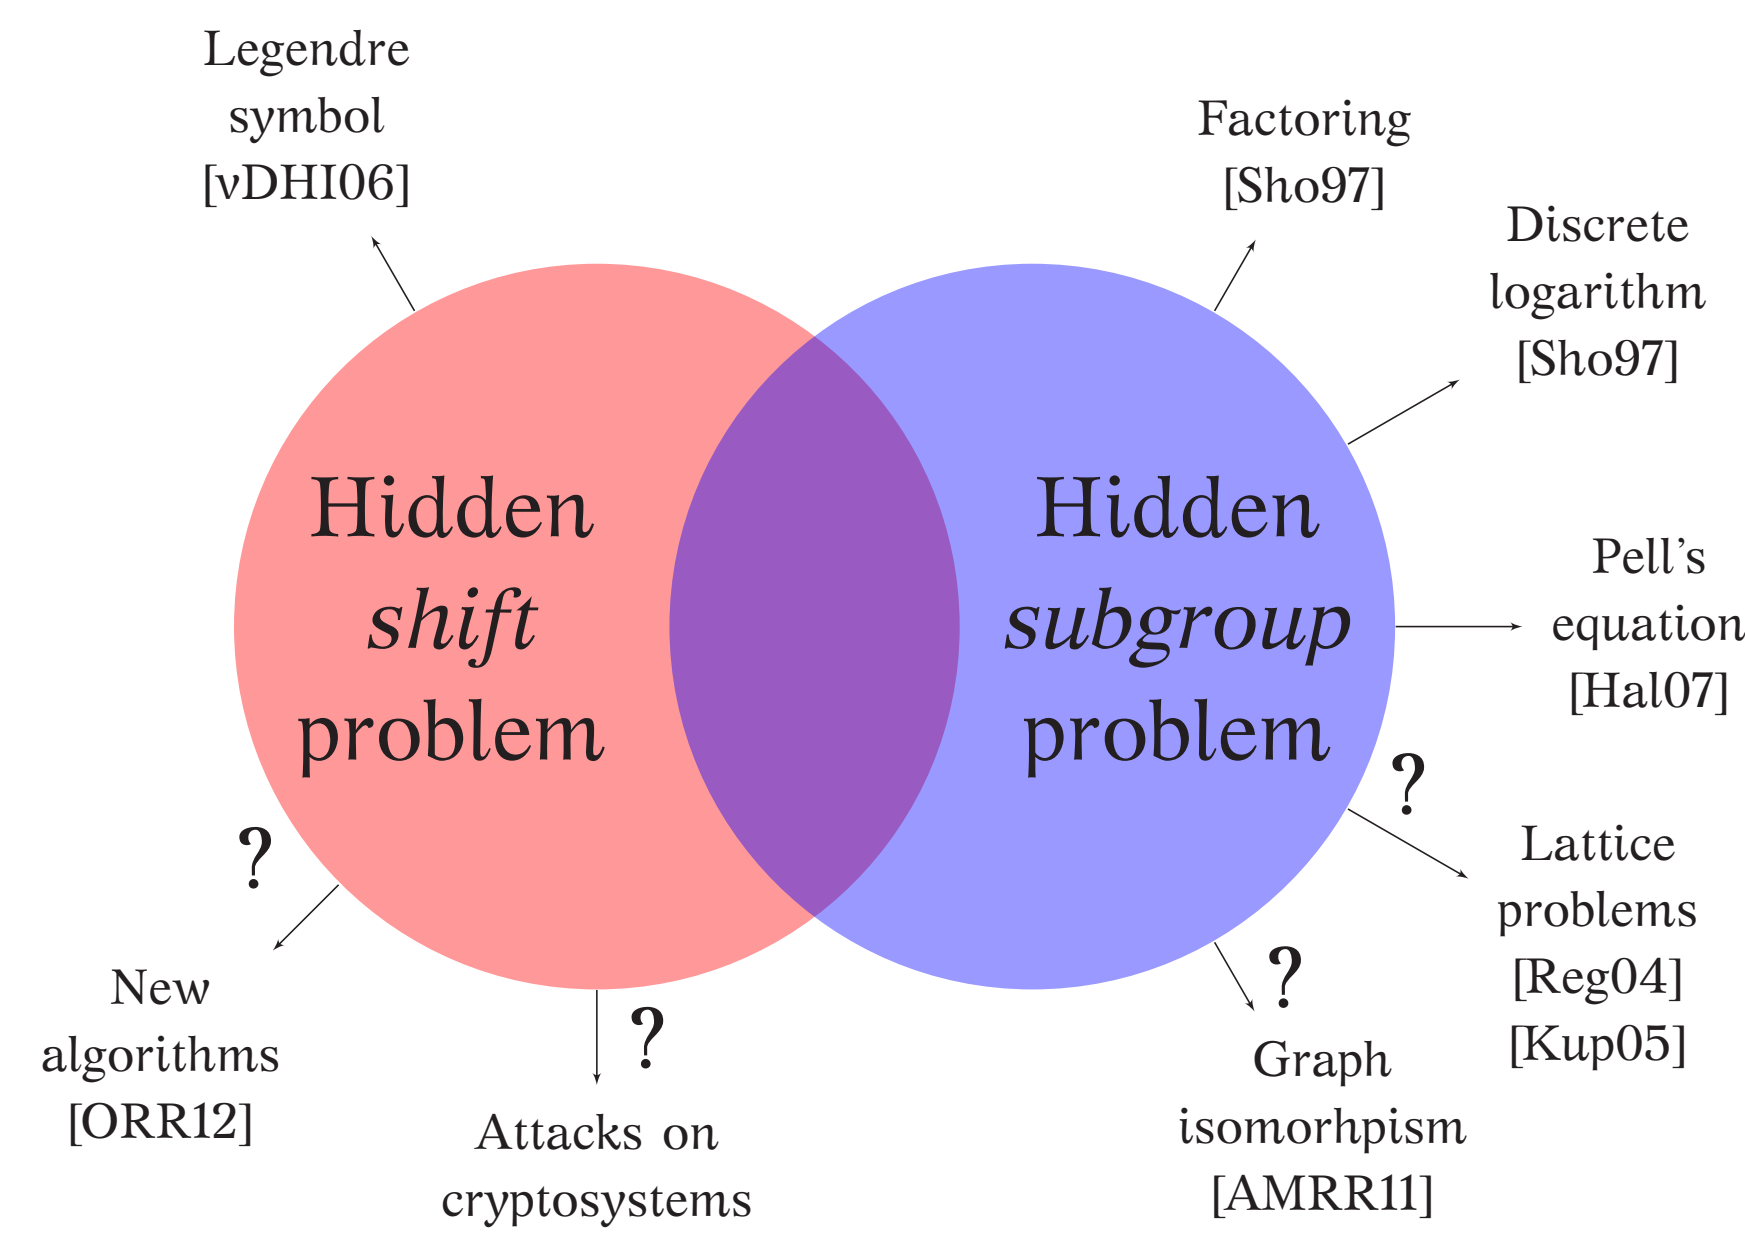 Legendre
symbol
[vDHI06]
Factoring
[Sho97]
Discrete
logarithm
[Sho97]
Hidden
shift
problem
Hidden
subgroup
problem
Pell's
equation
[Hal07]
?
Lattice
problems
[Reg04]
[Kup05]
?
Graph
isomorhpism
[AMRR11]
?
New
algorithms
[ORR12]
?
Attacks on
cryptosystems